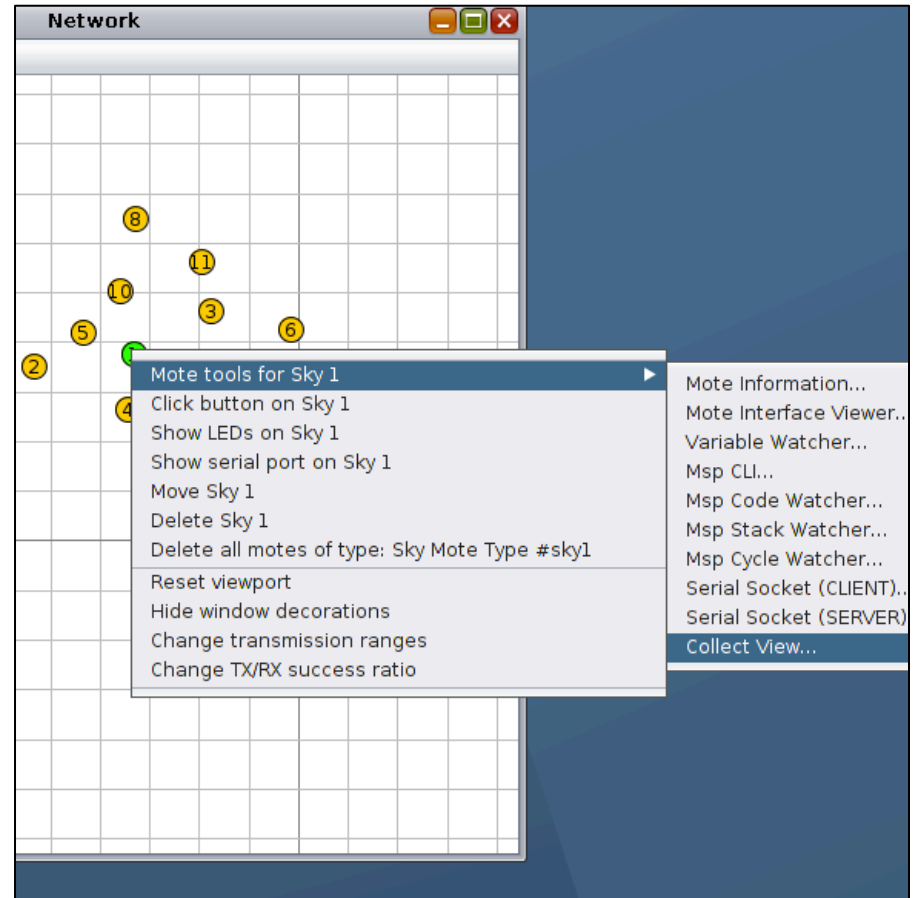 Network
8
11
10
3
5
6
2
1
4
Mote tools for Sky 1
Click button on Sky 1
Show LEDs on Sky 1
Show serial port on Sky 1
Move Sky 1
Delete Sky 1
Delete all motes of type: Sky Mote Type #sky1
Reset viewport
Hide window decorations
Change transmission ranges
Change TX/RX success ratio
Mote Information...
Mote Interface Viewer..
Variable Watcher...
Msp CLI...
Msp Code Watcher...
Msp Stack Watcher...
Msp Cycle Watcher...
Serial Socket (CLIENT)..
Serial Socket (SERVER)
Collect View...